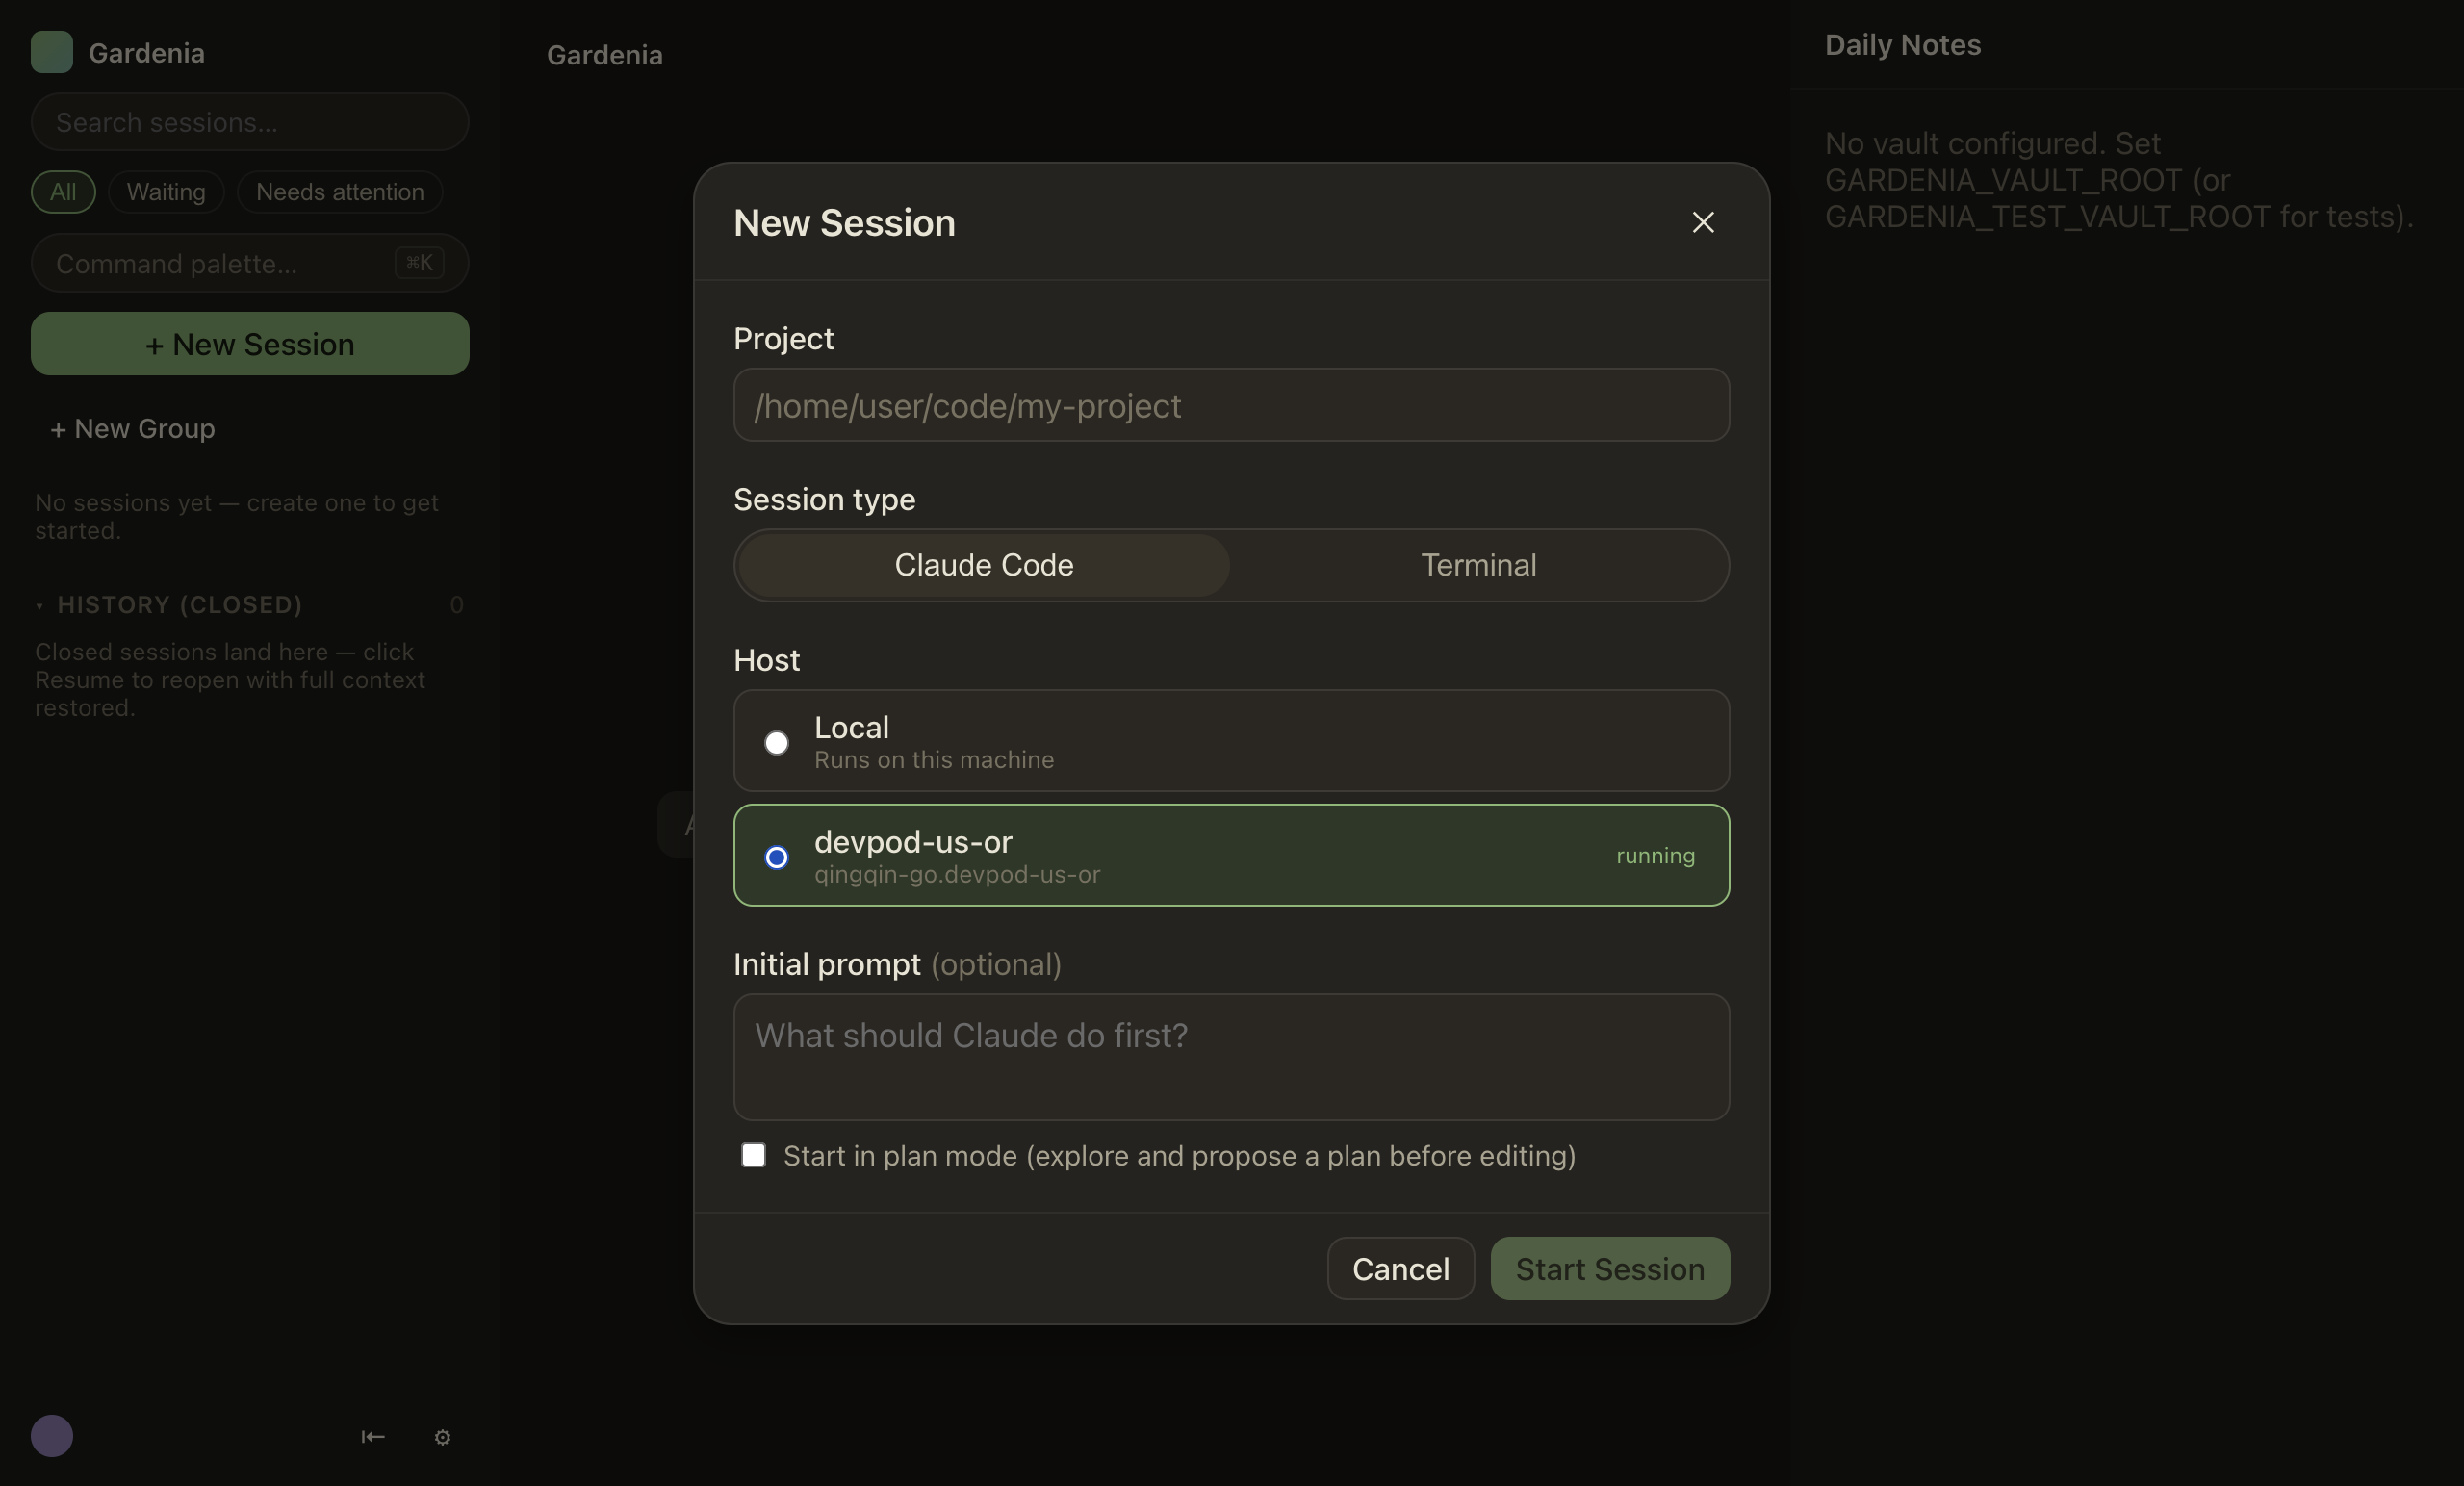 Gardenia
Search sessions...
All
Waiting
Needs attention
Command palette...
⌘K
+ New Session
+ New Group
No sessions yet — create one to get
started.
▾ HISTORY (CLOSED) 0
Closed sessions land here — click
Resume to reopen with full context
restored.
Gardenia
New Session
Project
/home/user/code/my-project
Session type
Claude Code
Terminal
Host
Local
Runs on this machine
devpod-us-or
qingqin-go.devpod-us-or
running
Initial prompt (optional)
What should Claude do first?
Start in plan mode (explore and propose a plan before editing)
Cancel
Start Session
Daily Notes
No vault configured. Set
GARDENIA_VAULT_ROOT (or
GARDENIA_TEST_VAULT_ROOT for tests).